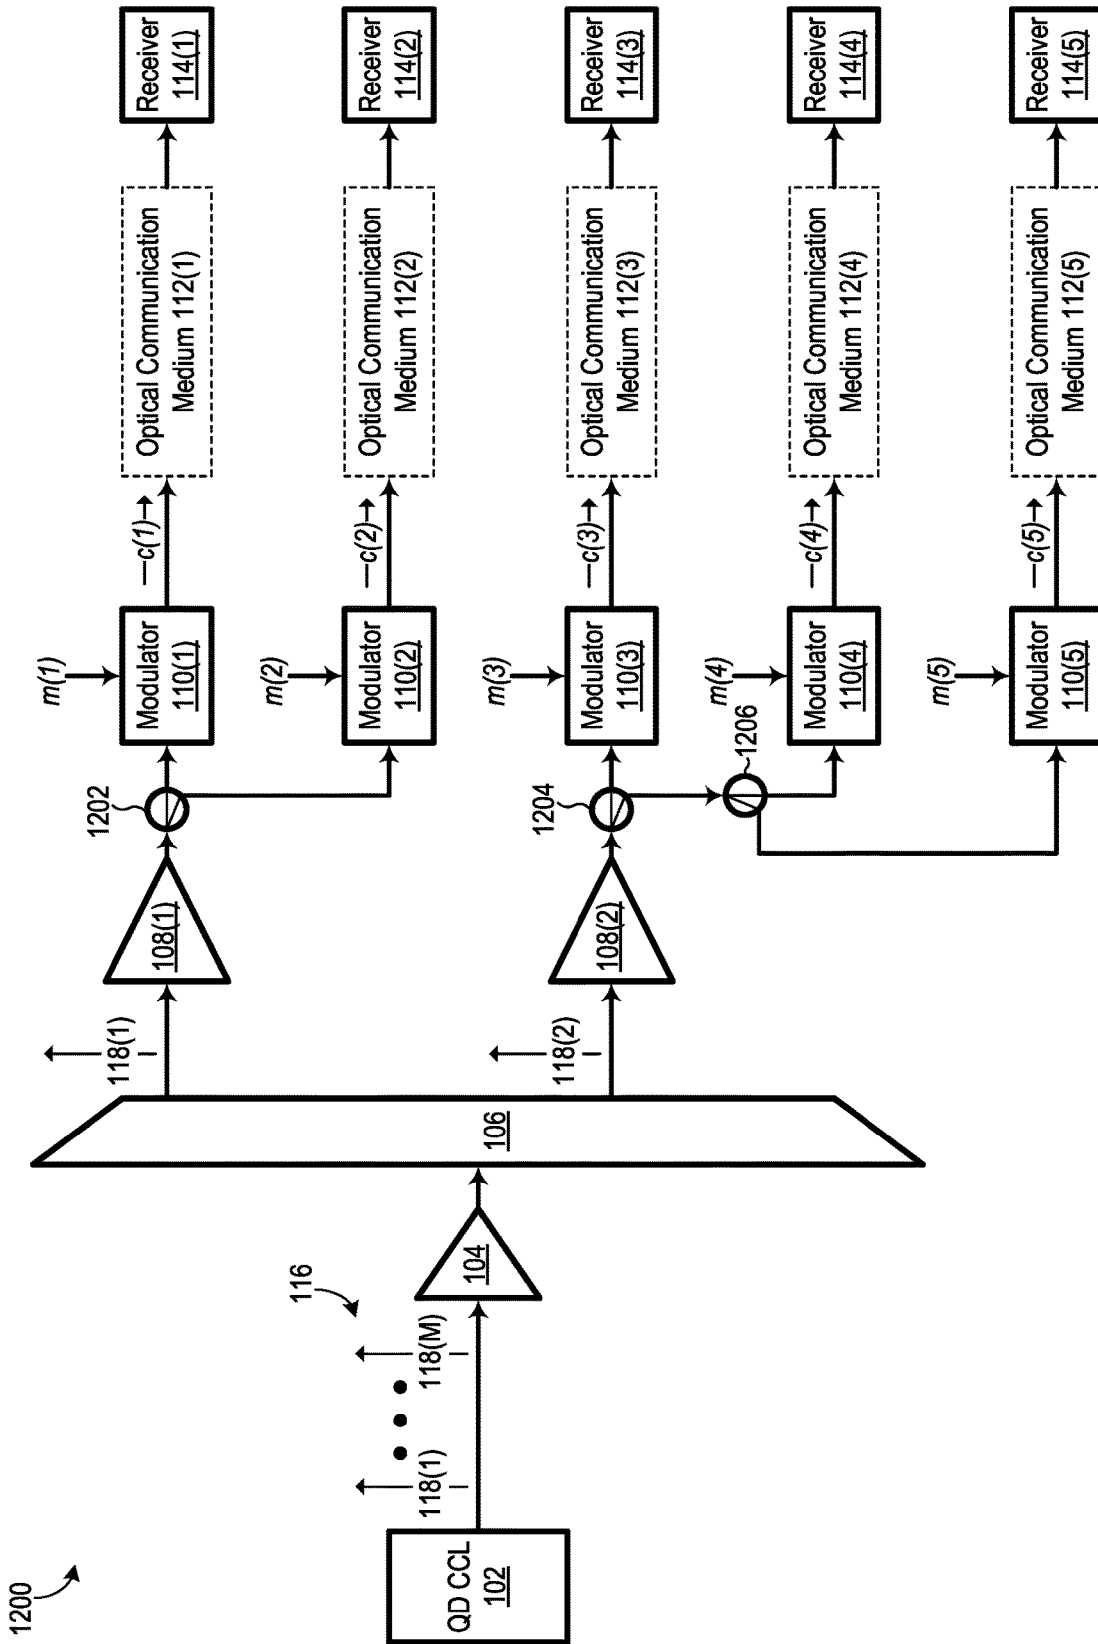 1200
QD CCL
102
118(1)
118(M)
116
104
106
118(1)
108(1)
1202
m(1)
Modulator
110(1)
c(1)
Optical Communication
Medium 112(1)
Receiver
114(1)
m(2)
Modulator
110(2)
c(2)
Optical Communication
Medium 112(2)
Receiver
114(2)
118(2)
108(2)
1204
m(3)
Modulator
110(3)
c(3)
Optical Communication
Medium 112(3)
Receiver
114(3)
1206
m(4)
Modulator
110(4)
c(4)
Optical Communication
Medium 112(4)
Receiver
114(4)
m(5)
Modulator
110(5)
c(5)
Optical Communication
Medium 112(5)
Receiver
114(5)